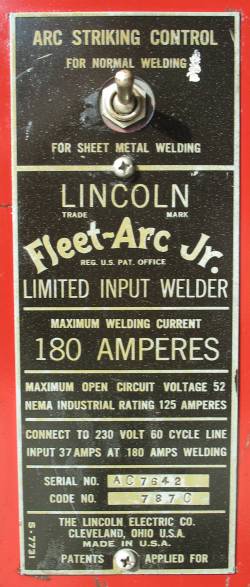 ARC STRIKING CONTROL
FOR NORMAL WELDING
FOR SHEET METAL WELDING
LINCOLN
TRADE MARK
Fleet-Arc Jr.
REG. U.S. PAT. OFFICE
LIMITED INPUT WELDER
MAXIMUM WELDING CURRENT
180 AMPERES
MAXIMUM OPEN CIRCUIT VOLTAGE 52
NEMA INDUSTRIAL RATING 125 AMPERES
CONNECT TO 230 VOLT 60 CYCLE LINE
INPUT 37 AMPS AT 180 AMPS WELDING
SERIAL NO. AC7642
CODE NO. 787C
THE LINCOLN ELECTRIC CO.
CLEVELAND, OHIO U.S.A.
MADE IN U.S.A.
PATENTS APPLIED FOR
S-7731